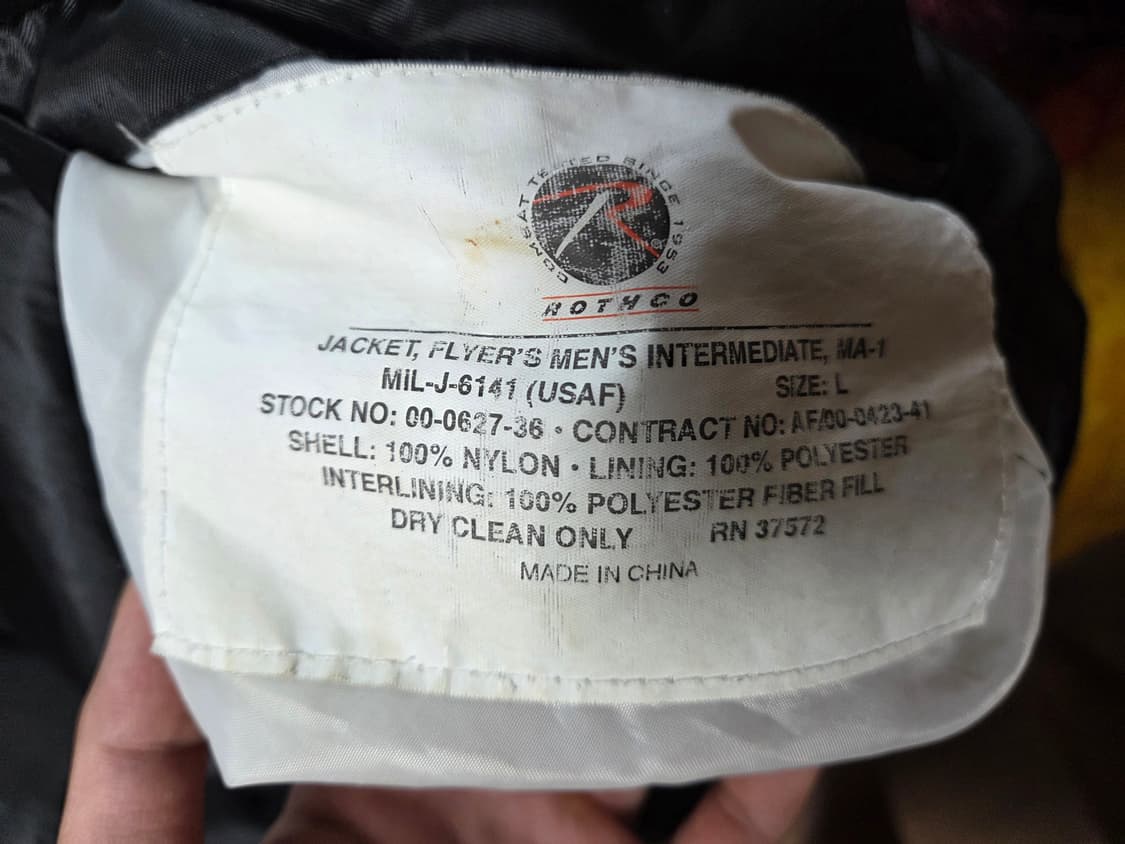 COMBAT TESTED SINCE 1953
R
ROTHCO
JACKET, FLYER'S MEN'S INTERMEDIATE, MA-1
MIL-J-6141 (USAF) SIZE: L
STOCK NO: 00-0627-36 • CONTRACT NO: AF/00-0423-41
SHELL: 100% NYLON • LINING: 100% POLYESTER
INTERLINING: 100% POLYESTER FIBER FILL
DRY CLEAN ONLY RN 37572
MADE IN CHINA